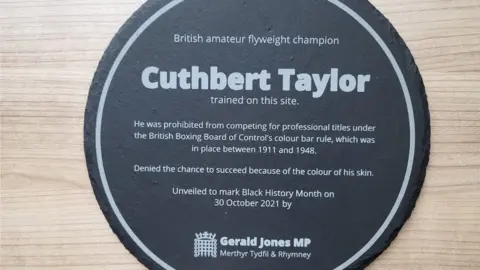 British amateur flyweight champion
Cuthbert Taylor
trained on this site.
He was prohibited from competing for professional titles under
the British Boxing Board of Control's colour bar rule, which was
in place between 1911 and 1948.
Denied the chance to succeed because of the colour of his skin.
Unveiled to mark Black History Month on
30 October 2021 by
Gerald Jones MP
Merthyr Tydfil & Rhymney